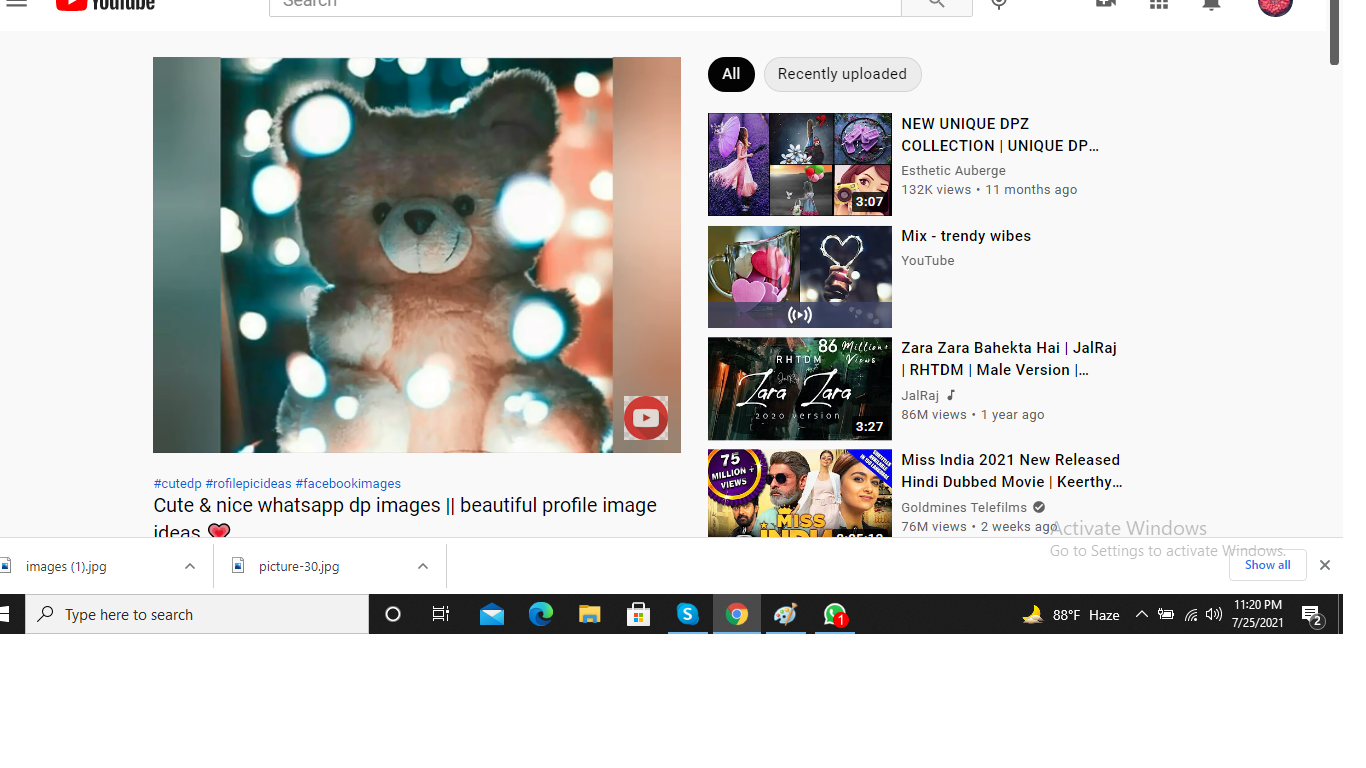 YouTube
Search
#cutedp #rofilepicideas #facebookimages
Cute & nice whatsapp dp images || beautiful profile image
ideas
All
Recently uploaded
3:07
NEW UNIQUE DPZ
COLLECTION | UNIQUE DP…
Esthetic Auberge
132K views • 11 months ago
Mix - trendy wibes
YouTube
86 Million+
Views
RHTDM
JalRaj
Zara Zara
2020 version
3:27
Zara Zara Bahekta Hai | JalRaj
| RHTDM | Male Version |…
JalRaj
86M views • 1 year ago
75
MILLION +
VIEWS
MISS
INDIA
Miss India 2021 New Released
Hindi Dubbed Movie | Keerthy…
Goldmines Telefilms
76M views • 2 weeks ago
Activate Windows
Go to Settings to activate Windows.
images (1).jpg
picture-30.jpg
Show all
Type here to search
1
88°F Haze
11:20 PM
7/25/2021
2